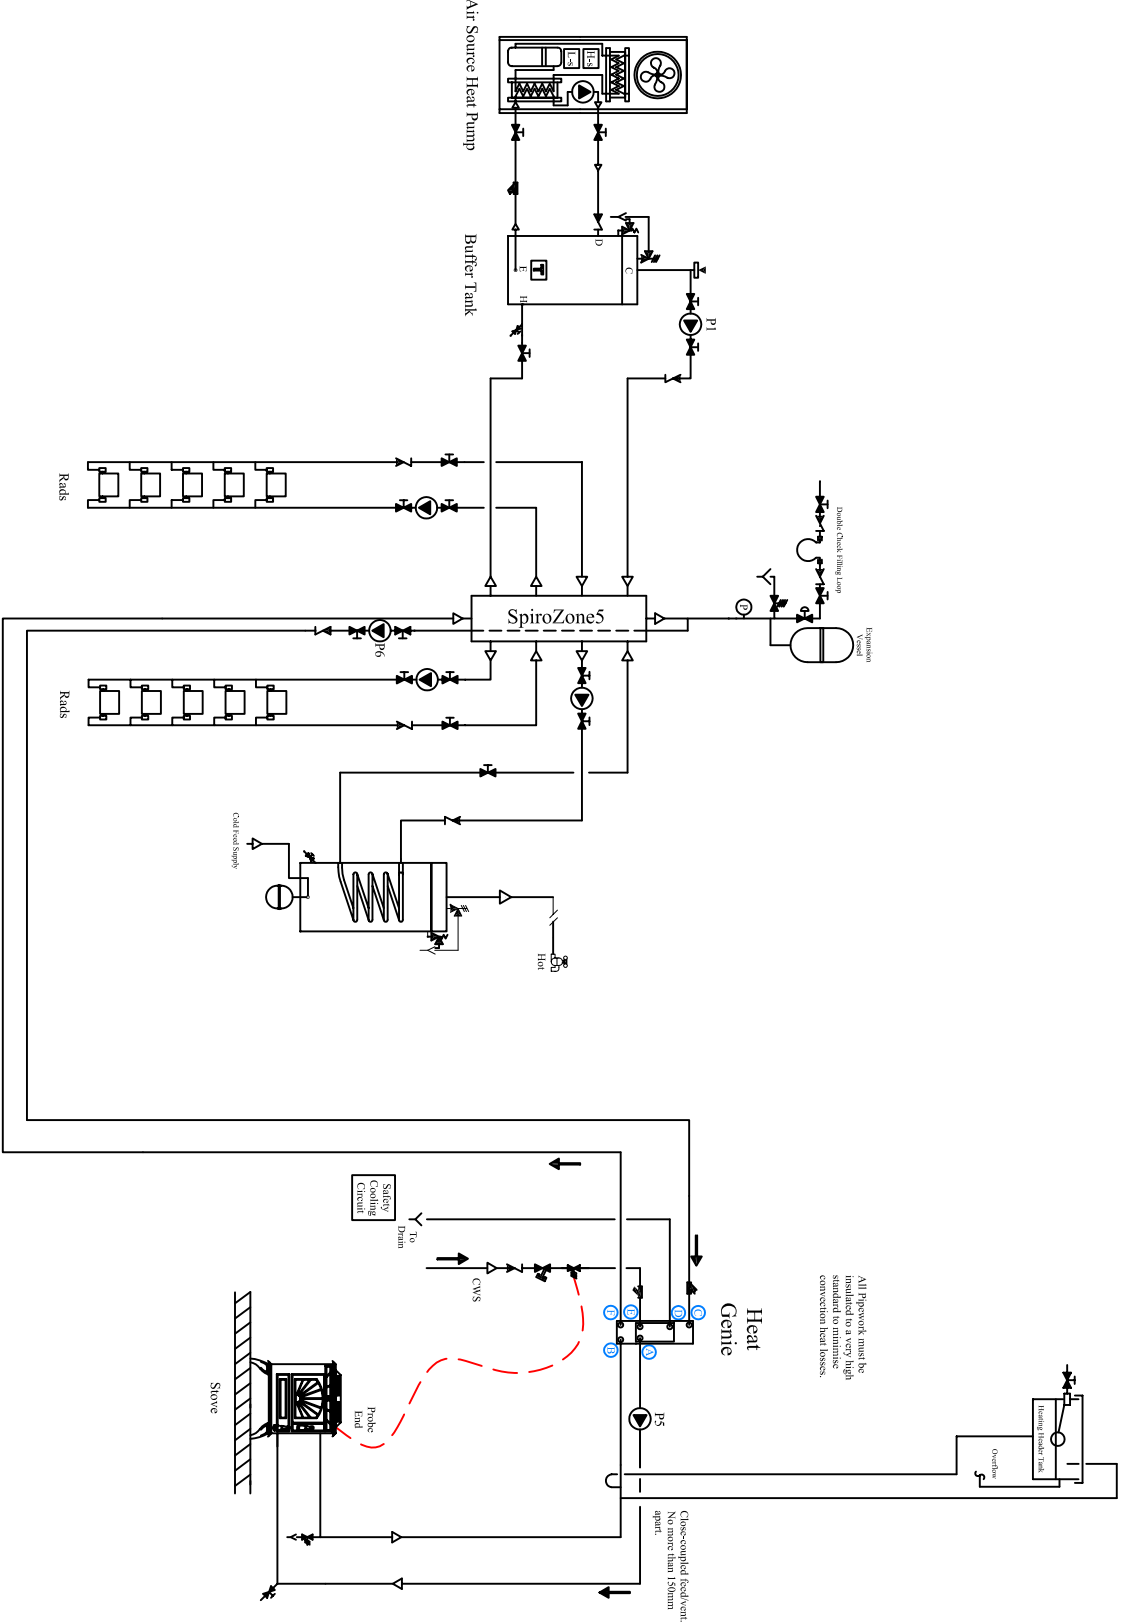 Air Source Heat Pump
H-s
L-s
Buffer Tank
C
D
E
H
T
P1
Rads
SpiroZone5
P
Double Check Filling Loop
Expansion
Vessel
P6
Rads
Cold Feed Supply
Hot
Safety
Cooling
Circuit
To
Drain
CWS
Heat
Genie
C
D
E
F
A
B
P5
Probe
End
Stove
All Pipework must be
insulated to a very high
standard to minimise
convection heat losses.
Heating Header Tank
Overflow
Close-coupled feed/vent.
No more than 150mm
apart.